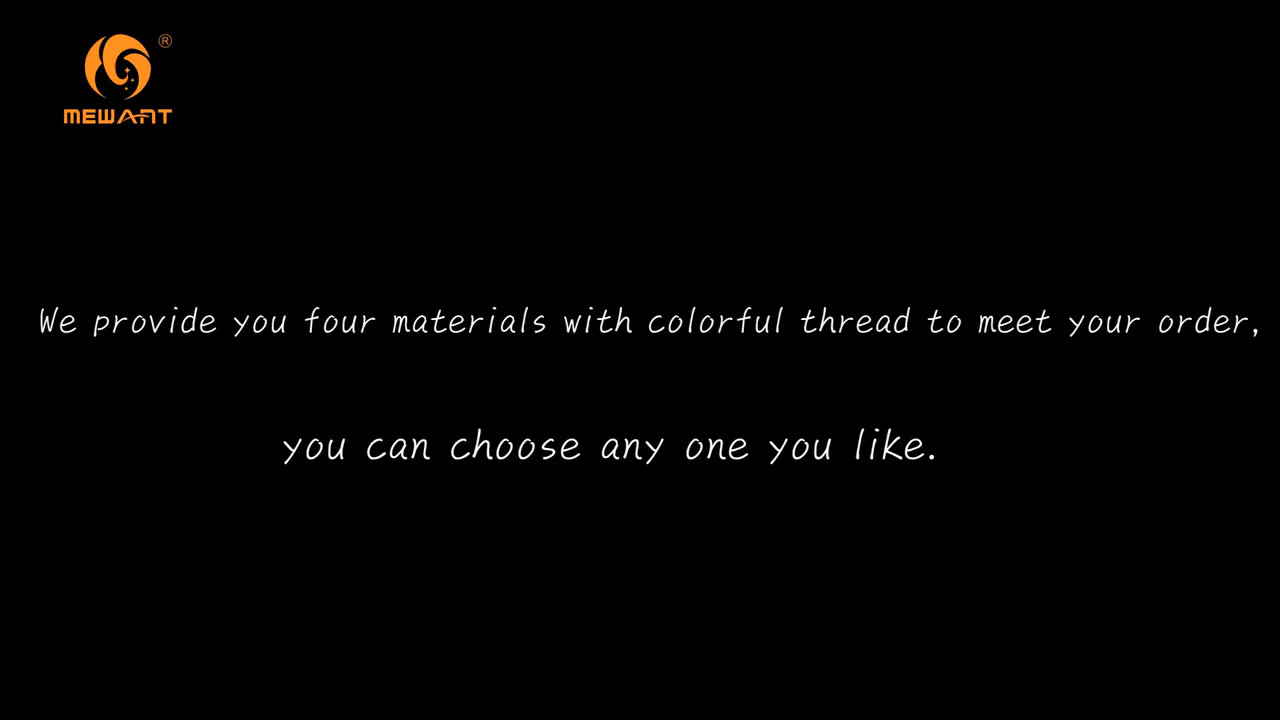 ®
MEWANT
We provide you four materials with colorful thread to meet your order,
you can choose any one you like.